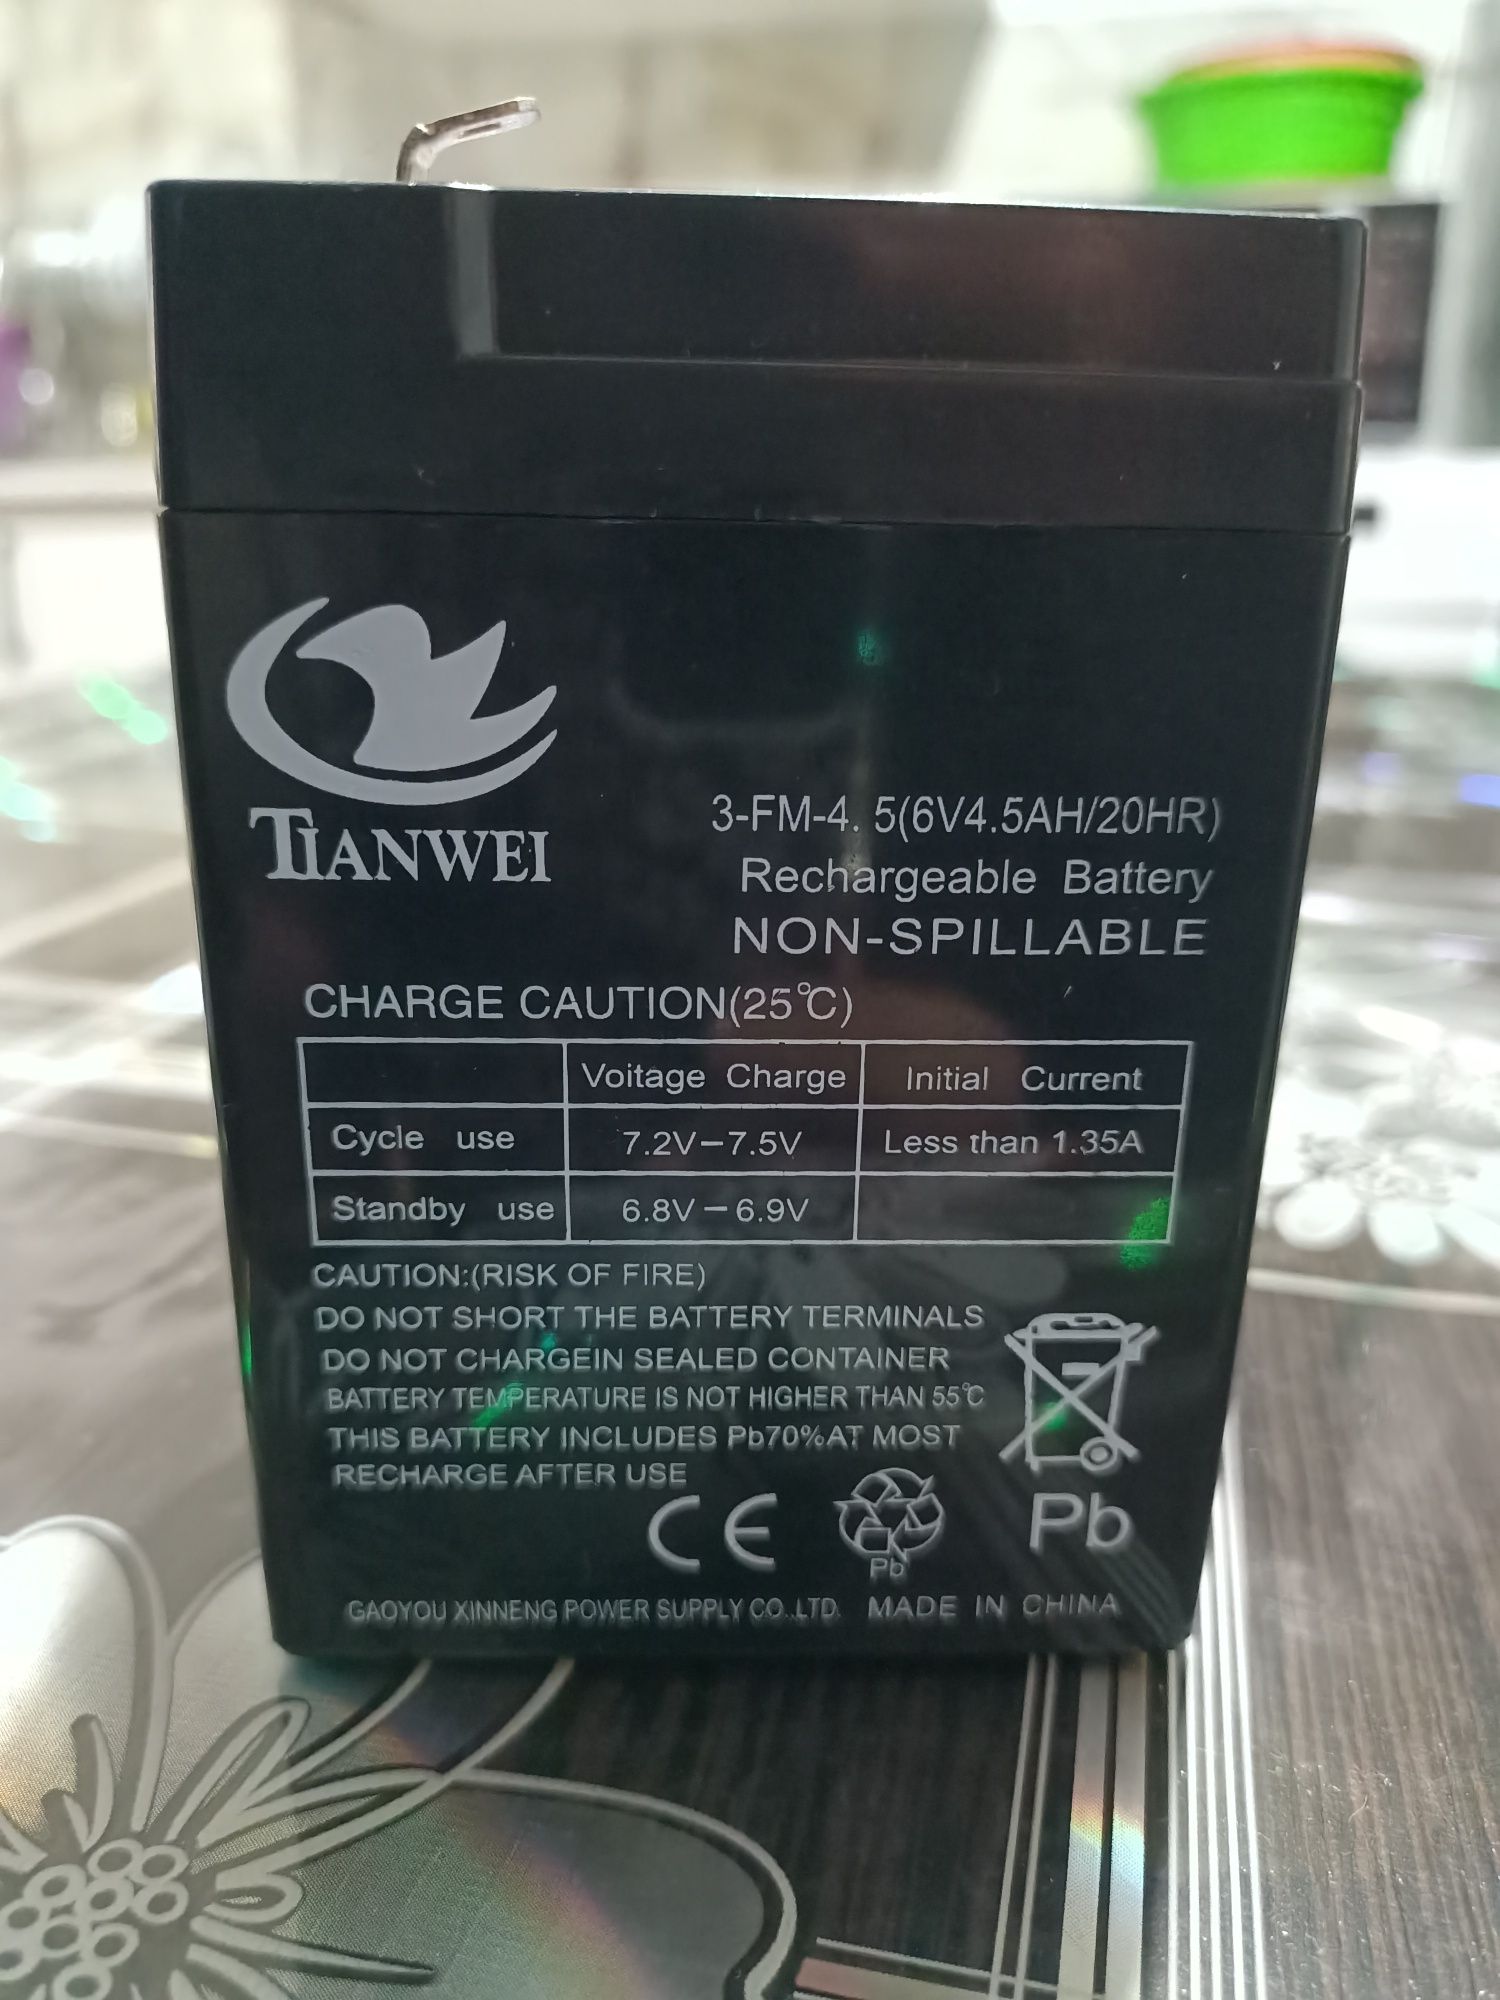 TIANWEI
3-FM-4. 5(6V4.5AH/20HR)
Rechargeable Battery
NON-SPILLABLE
CHARGE CAUTION(25℃)
Voitage Charge Initial Current
Cycle use 7.2V-7.5V Less than 1.35A
Standby use 6.8V-6.9V
CAUTION:(RISK OF FIRE)
DO NOT SHORT THE BATTERY TERMINALS
DO NOT CHARGEIN SEALED CONTAINER
BATTERY TEMPERATURE IS NOT HIGHER THAN 55℃
THIS BATTERY INCLUDES Pb70%AT MOST
RECHARGE AFTER USE
CE
Pb
Pb
GAOYOU XINNENG POWER SUPPLY CO.,LTD. MADE IN CHINA